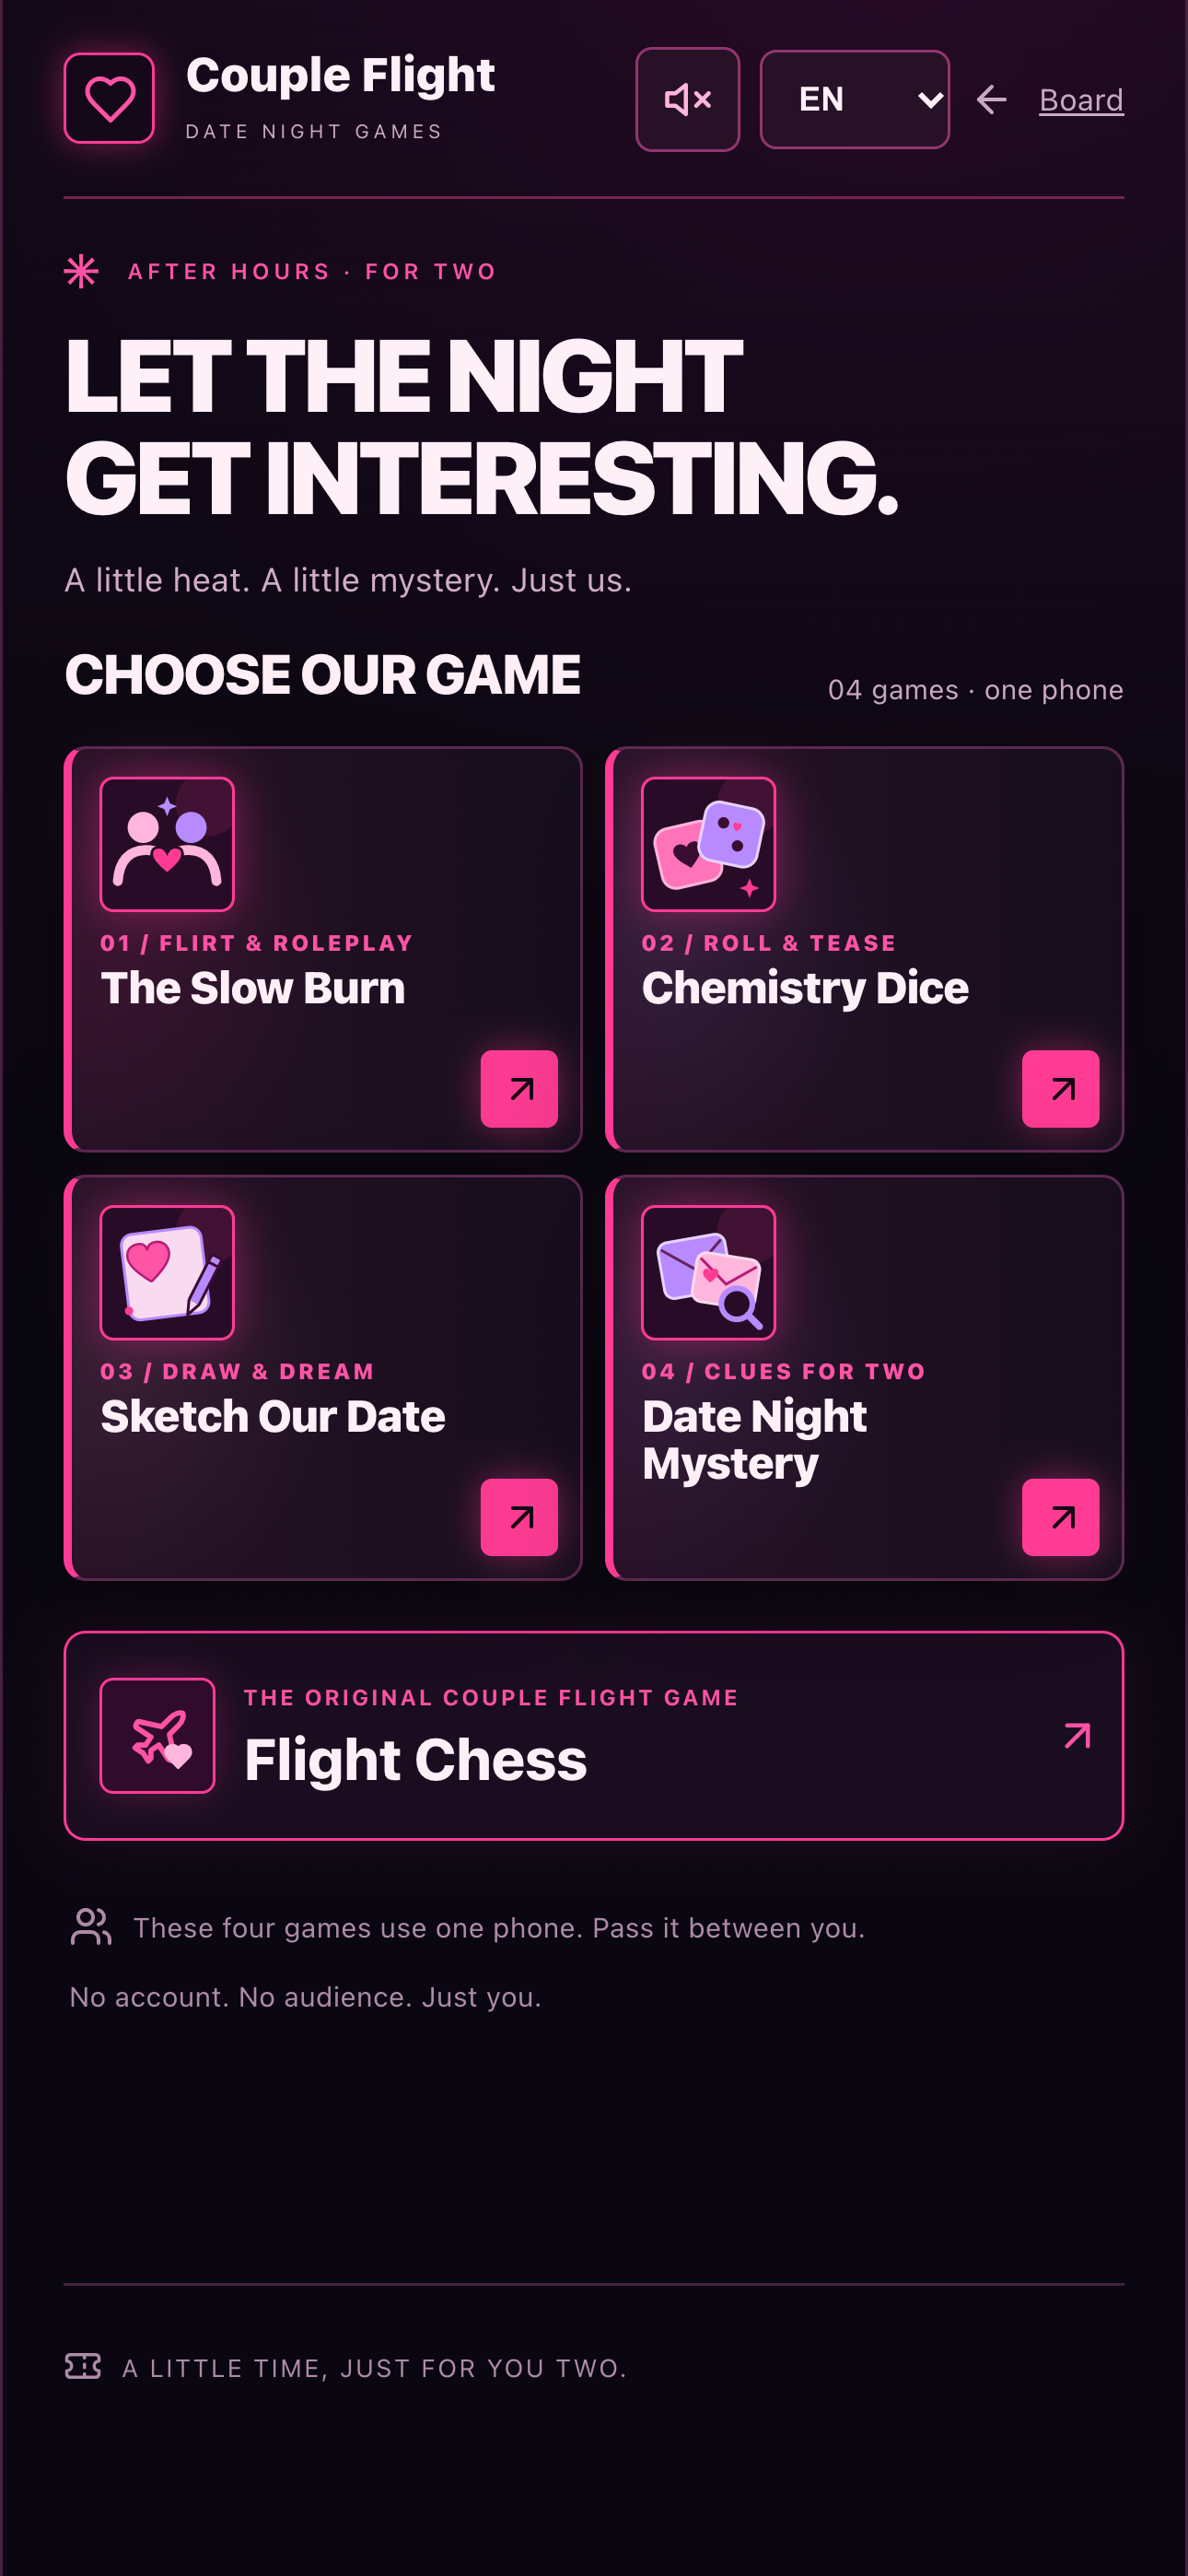 Couple Flight
DATE NIGHT GAMES
EN
Board
AFTER HOURS · FOR TWO
LET THE NIGHT
GET INTERESTING.
A little heat. A little mystery. Just us.
CHOOSE OUR GAME
04 games · one phone
01 / FLIRT & ROLEPLAY
The Slow Burn
02 / ROLL & TEASE
Chemistry Dice
03 / DRAW & DREAM
Sketch Our Date
04 / CLUES FOR TWO
Date Night
Mystery
THE ORIGINAL COUPLE FLIGHT GAME
Flight Chess
These four games use one phone. Pass it between you.
No account. No audience. Just you.
A LITTLE TIME, JUST FOR YOU TWO.